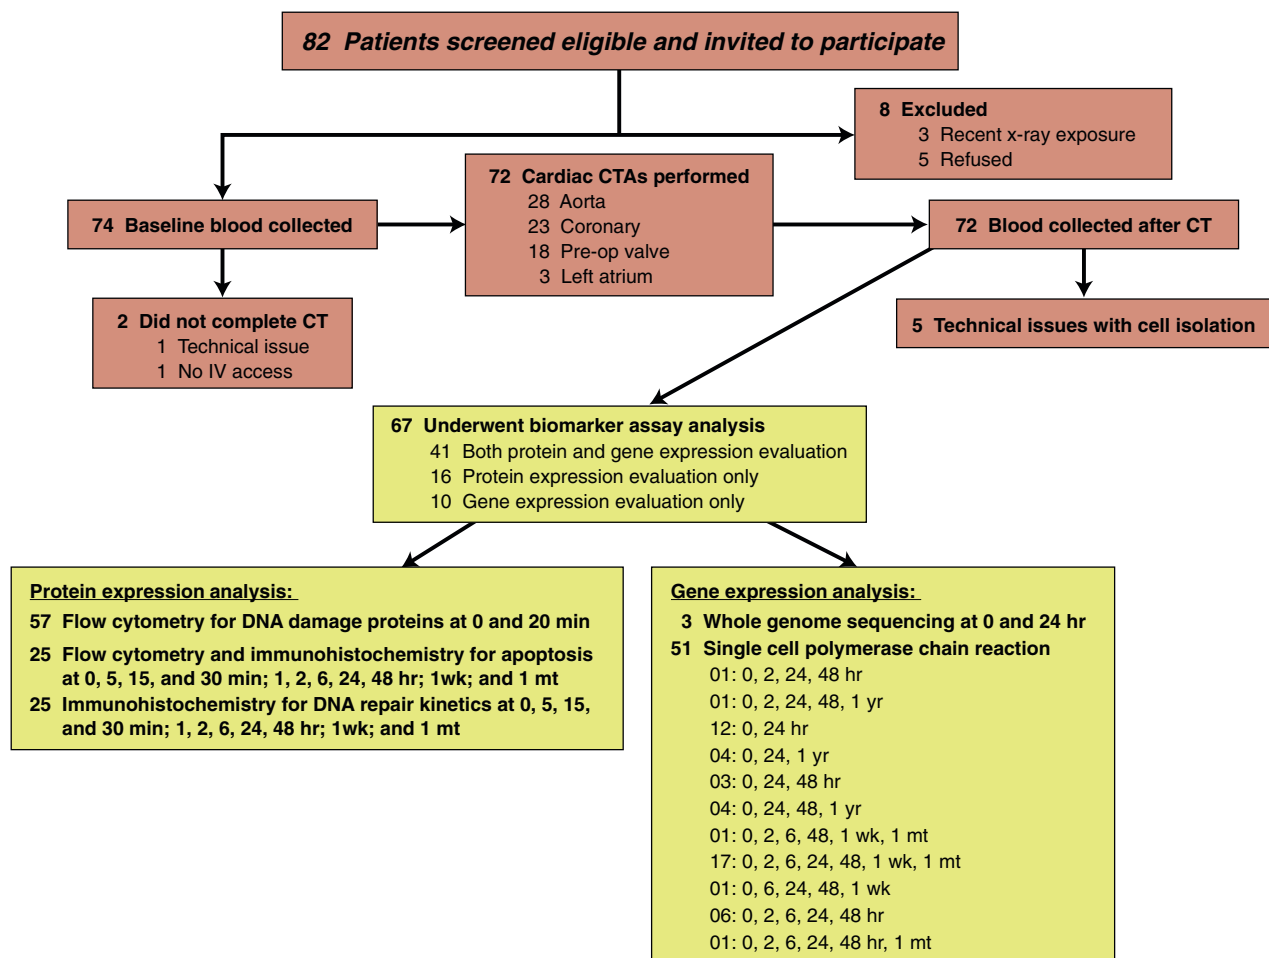 82 Patients screened eligible and invited to participate
8 Excluded
3 Recent x-ray exposure
5 Refused
74 Baseline blood collected
72 Cardiac CTAs performed
28 Aorta
23 Coronary
18 Pre-op valve
3 Left atrium
72 Blood collected after CT
2 Did not complete CT
1 Technical issue
1 No IV access
5 Technical issues with cell isolation
67 Underwent biomarker assay analysis
41 Both protein and gene expression evaluation
16 Protein expression evaluation only
10 Gene expression evaluation only
Protein expression analysis:
57 Flow cytometry for DNA damage proteins at 0 and 20 min
25 Flow cytometry and immunohistochemistry for apoptosis
at 0, 5, 15, and 30 min; 1, 2, 6, 24, 48 hr; 1wk; and 1 mt
25 Immunohistochemistry for DNA repair kinetics at 0, 5, 15,
and 30 min; 1, 2, 6, 24, 48 hr; 1wk; and 1 mt
Gene expression analysis:
3 Whole genome sequencing at 0 and 24 hr
51 Single cell polymerase chain reaction
01: 0, 2, 24, 48 hr
01: 0, 2, 24, 48, 1 yr
12: 0, 24 hr
04: 0, 24, 1 yr
03: 0, 24, 48 hr
04: 0, 24, 48, 1 yr
01: 0, 2, 6, 48, 1 wk, 1 mt
17: 0, 2, 6, 24, 48, 1 wk, 1 mt
01: 0, 6, 24, 48, 1 wk
06: 0, 2, 6, 24, 48 hr
01: 0, 2, 6, 24, 48 hr, 1 mt